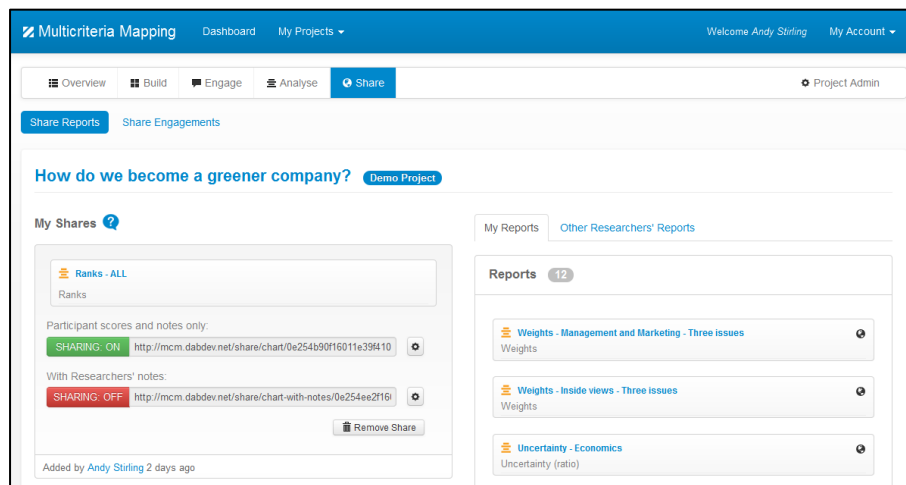 Multicriteria Mapping Dashboard My Projects Welcome Andy Stirling My Account
Overview Build Engage Analyse Share Project Admin
Share Reports Share Engagements
How do we become a greener company? Demo Project
My Shares ?
Ranks - ALL
Ranks
Participant scores and notes only:
SHARING: ON http://mcm.dabdev.net/share/chart/0e254b90f16011e39f410
With Researchers' notes:
SHARING: OFF http://mcm.dabdev.net/share/chart-with-notes/0e254ee2f16
Remove Share
Added by Andy Stirling 2 days ago
My Reports Other Researchers' Reports
Reports 12
Weights - Management and Marketing - Three issues
Weights
Weights - Inside views - Three issues
Weights
Uncertainty - Economics
Uncertainty (ratio)